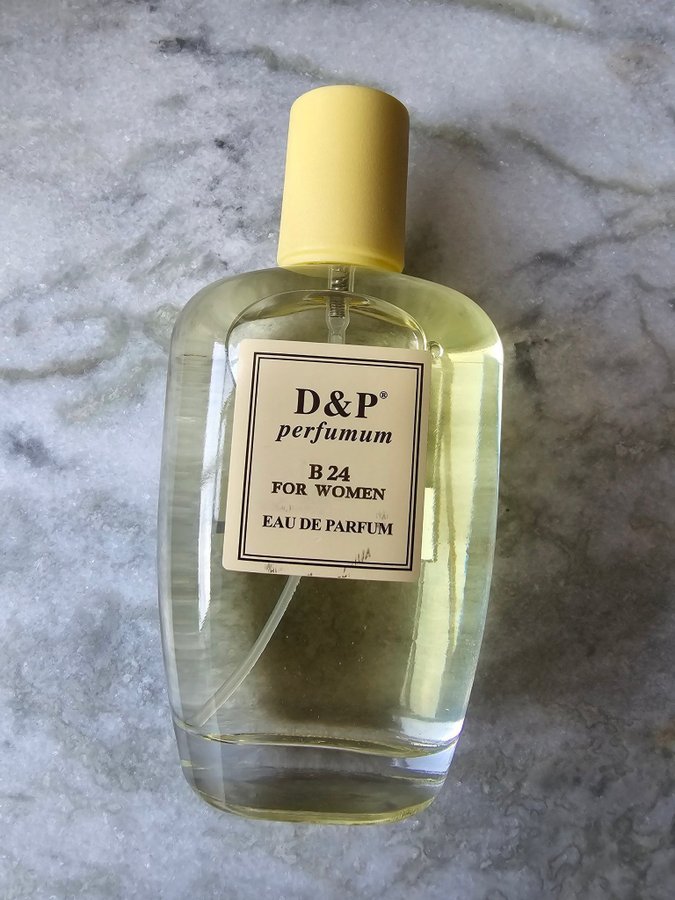 D&P®
perfumum
B 24
FOR WOMEN
EAU DE PARFUM